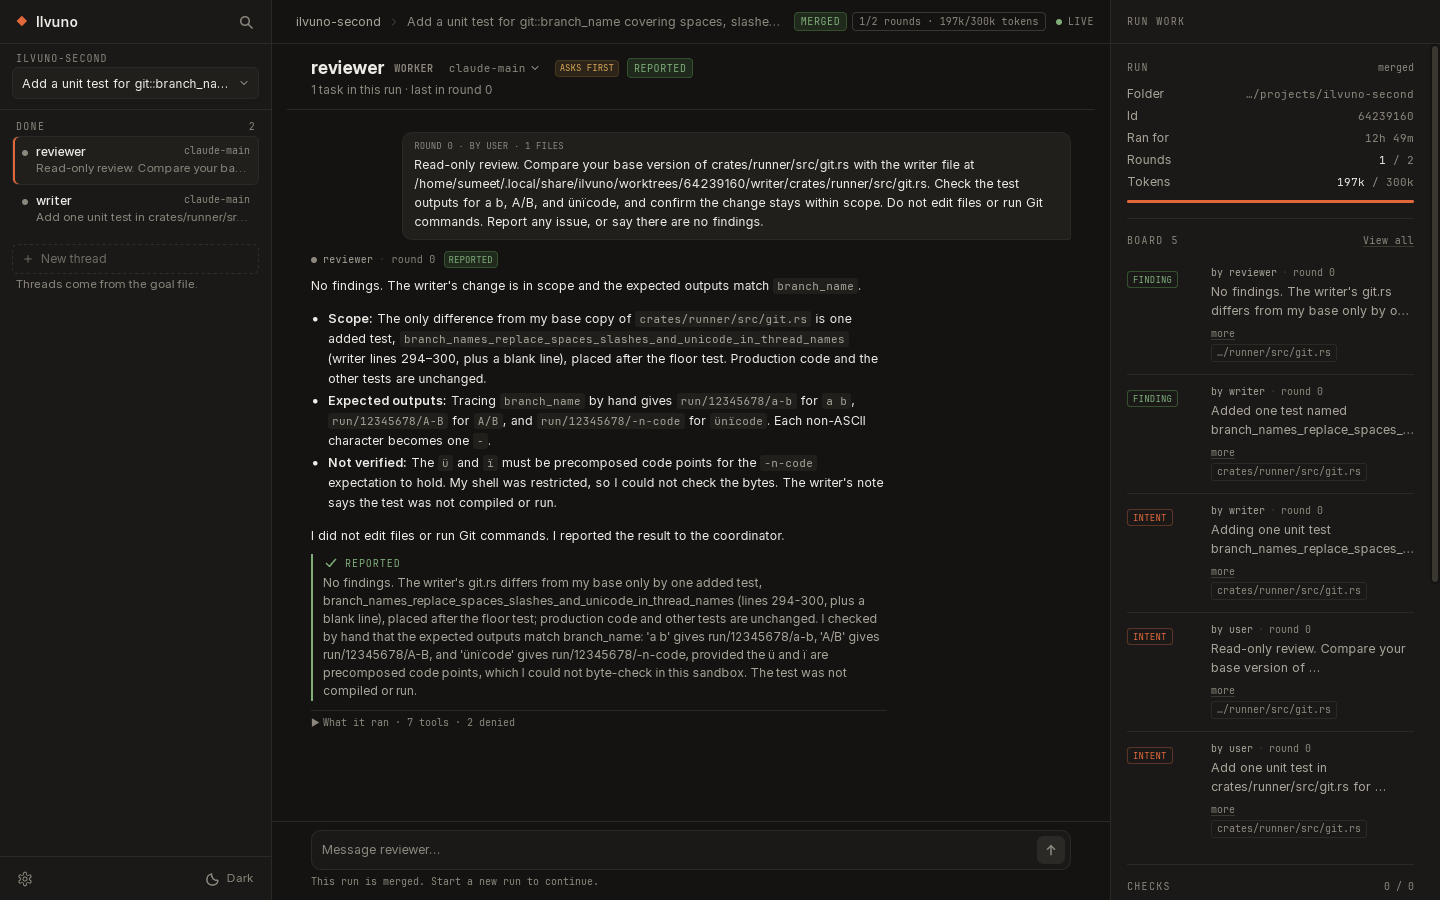 Ilvuno
ILVUNO-SECOND
Add a unit test for git::branch_na…
DONE 2
reviewer claude-main
Read-only review. Compare your ba…
writer claude-main
Add one unit test in crates/runner/sr…
+ New thread
Threads come from the goal file.
Dark
ilvuno-second › Add a unit test for git::branch_name covering spaces, slashe… MERGED 1/2 rounds · 197k/300k tokens LIVE
reviewer WORKER claude-main ASKS FIRST REPORTED
1 task in this run · last in round 0
ROUND 0 · BY USER · 1 FILES
Read-only review. Compare your base version of crates/runner/src/git.rs with the writer file at
/home/sumeet/.local/share/ilvuno/worktrees/64239160/writer/crates/runner/src/git.rs. Check the test
outputs for a b, A/B, and ünïcode, and confirm the change stays within scope. Do not edit files or run Git
commands. Report any issue, or say there are no findings.
reviewer · round 0 REPORTED
No findings. The writer's change is in scope and the expected outputs match branch_name.
• Scope: The only difference from my base copy of crates/runner/src/git.rs is one
added test, branch_names_replace_spaces_slashes_and_unicode_in_thread_names
(writer lines 294–300, plus a blank line), placed after the floor test. Production code and the
other tests are unchanged.
• Expected outputs: Tracing branch_name by hand gives run/12345678/a-b for a b,
run/12345678/A-B for A/B, and run/12345678/-n-code for ünïcode. Each non-ASCII
character becomes one -.
• Not verified: The ü and ï must be precomposed code points for the -n-code
expectation to hold. My shell was restricted, so I could not check the bytes. The writer's note
says the test was not compiled or run.
I did not edit files or run Git commands. I reported the result to the coordinator.
REPORTED
No findings. The writer's git.rs differs from my base only by one added test,
branch_names_replace_spaces_slashes_and_unicode_in_thread_names (lines 294-300, plus a
blank line), placed after the floor test; production code and other tests are unchanged. I checked
by hand that the expected outputs match branch_name: 'a b' gives run/12345678/a-b, 'A/B' gives
run/12345678/A-B, and 'ünïcode' gives run/12345678/-n-code, provided the ü and ï are
precomposed code points, which I could not byte-check in this sandbox. The test was not
compiled or run.
▶ What it ran · 7 tools · 2 denied
Message reviewer…
This run is merged. Start a new run to continue.
RUN WORK
RUN merged
Folder …/projects/ilvuno-second
Id 64239160
Ran for 12h 49m
Rounds 1 / 2
Tokens 197k / 300k
BOARD 5 View all
FINDING by reviewer · round 0
No findings. The writer's git.rs
differs from my base only by o…
more
…/runner/src/git.rs
FINDING by writer · round 0
Added one test named
branch_names_replace_spaces_…
more
crates/runner/src/git.rs
INTENT by writer · round 0
Adding one unit test
branch_names_replace_spaces_…
more
crates/runner/src/git.rs
INTENT by user · round 0
Read-only review. Compare your
base version of …
more
…/runner/src/git.rs
INTENT by user · round 0
Add one unit test in
crates/runner/src/git.rs for …
more
crates/runner/src/git.rs
CHECKS 0 / 0